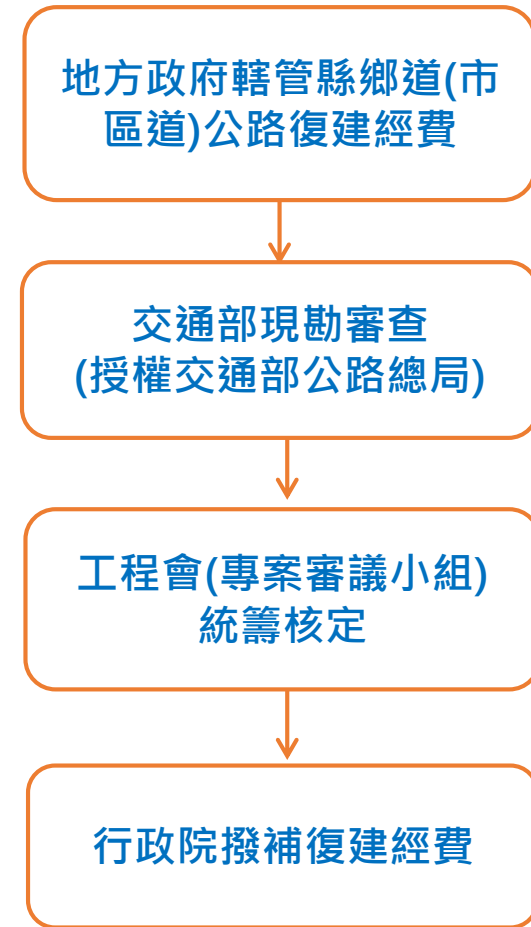 地方政府轄管縣鄉道(市
區道)公路復建經費
交通部現勘審查
(授權交通部公路總局)
工程會(專案審議小組)
統籌核定
行政院撥補復建經費